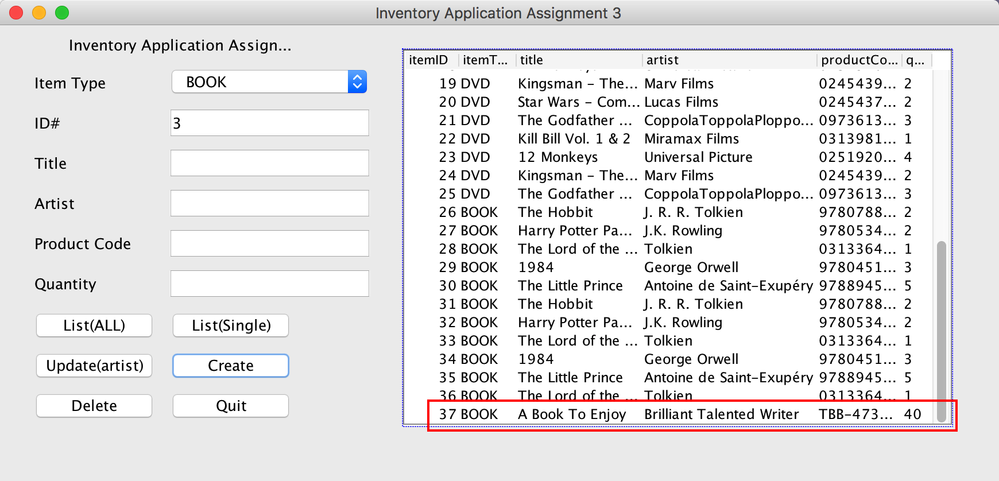 Inventory Application Assignment 3
Inventory Application Assign...
Item Type BOOK
ID# 3
Title
Artist
Product Code
Quantity
List(ALL) List(Single)
Update(artist) Create
Delete Quit
itemID itemT... title artist productCo... q...
19 DVD Kingsman - The... Marv Films 0245439... 2
20 DVD Star Wars - Com... Lucas Films 0245437... 2
21 DVD The Godfather ... CoppolaToppolaPloppo... 0973613... 3
22 DVD Kill Bill Vol. 1 & 2 Miramax Films 0313981... 1
23 DVD 12 Monkeys Universal Picture 0251920... 4
24 DVD Kingsman - The... Marv Films 0245439... 2
25 DVD The Godfather ... CoppolaToppolaPloppo... 0973613... 3
26 BOOK The Hobbit J. R. R. Tolkien 9780788... 2
27 BOOK Harry Potter Pa... J.K. Rowling 9780534... 2
28 BOOK The Lord of the ... Tolkien 0313364... 1
29 BOOK 1984 George Orwell 9780451... 3
30 BOOK The Little Prince Antoine de Saint-Exupéry 9788945... 5
31 BOOK The Hobbit J. R. R. Tolkien 9780788... 2
32 BOOK Harry Potter Pa... J.K. Rowling 9780534... 2
33 BOOK The Lord of the ... Tolkien 0313364... 1
34 BOOK 1984 George Orwell 9780451... 3
35 BOOK The Little Prince Antoine de Saint-Exupéry 9788945... 5
36 BOOK The Lord of the ... Tolkien 0313364... 1
37 BOOK A Book To Enjoy Brilliant Talented Writer TBB-473... 40